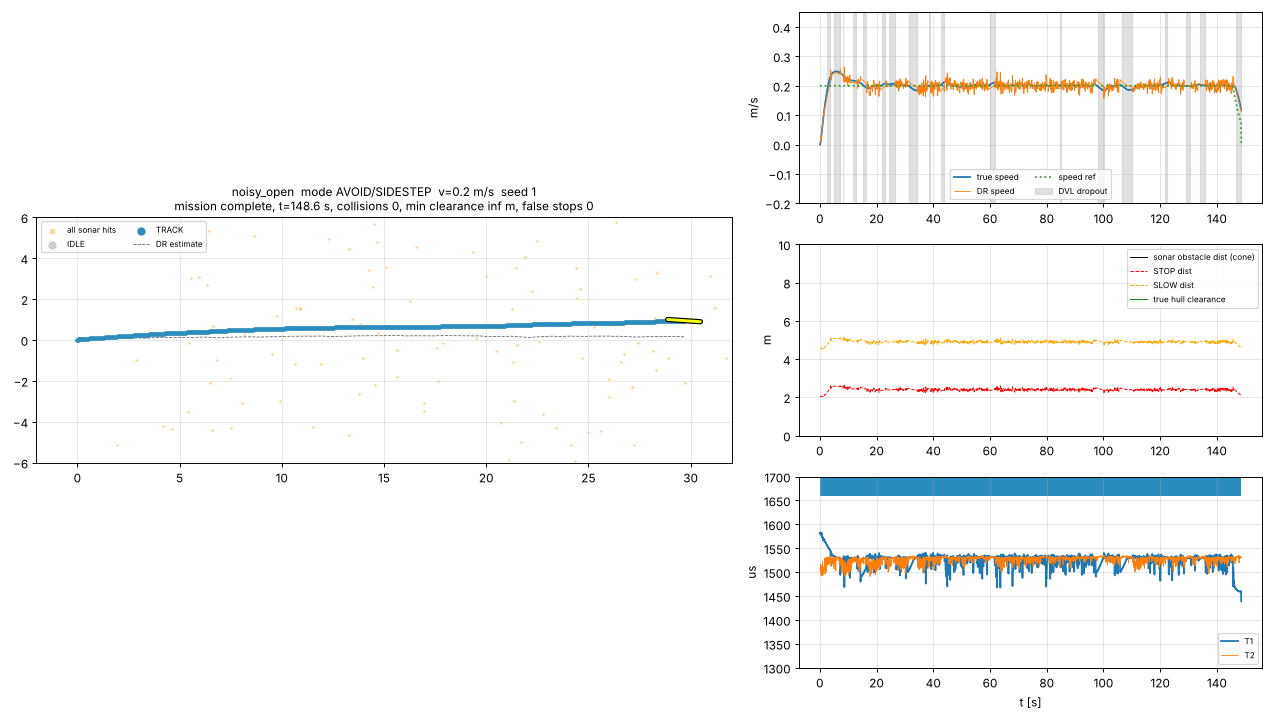 noisy_open  mode AVOID/SIDESTEP  v=0.2 m/s  seed 1
mission complete, t=148.6 s, collisions 0, min clearance inf m, false stops 0
all sonar hits
IDLE
TRACK
DR estimate
6
4
2
0
−2
−4
−6
0 5 10 15 20 25 30
m/s
0.4
0.3
0.2
0.1
0.0
−0.1
−0.2
true speed
DR speed
speed ref
DVL dropout
0 20 40 60 80 100 120 140
m
10
8
6
4
2
0
sonar obstacle dist (cone)
STOP dist
SLOW dist
true hull clearance
0 20 40 60 80 100 120 140
us
1700
1650
1600
1550
1500
1450
1400
1350
1300
T1
T2
0 20 40 60 80 100 120 140
t [s]